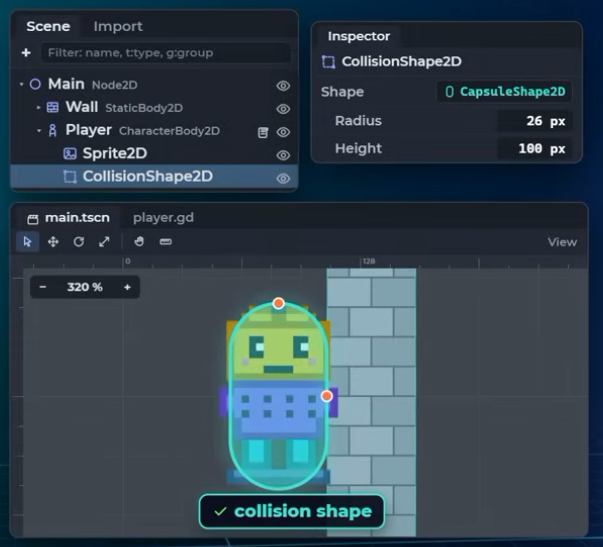 Scene Import
Filter: name, t:type, g:group
Main Node2D
Wall StaticBody2D
Player CharacterBody2D
Sprite2D
CollisionShape2D
Inspector
CollisionShape2D
Shape CapsuleShape2D
Radius 26 px
Height 100 px
main.tscn player.gd
View
0 128
− 320 % +
✓ collision shape